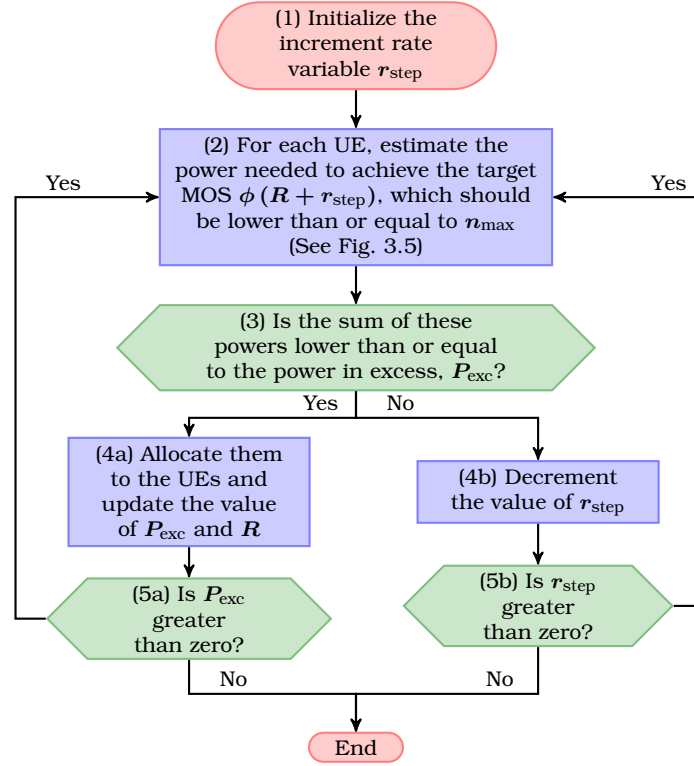 (1) Initialize the
increment rate
variable r_step
(2) For each UE, estimate the
power needed to achieve the target
MOS ϕ (R + r_step), which should
be lower than or equal to n_max
(See Fig. 3.5)
Yes
Yes
(3) Is the sum of these
powers lower than or equal
to the power in excess, P_exc?
Yes
No
(4a) Allocate them
to the UEs and
update the value
of P_exc and R
(4b) Decrement
the value of r_step
(5a) Is P_exc
greater
than zero?
(5b) Is r_step
greater
than zero?
No
No
End